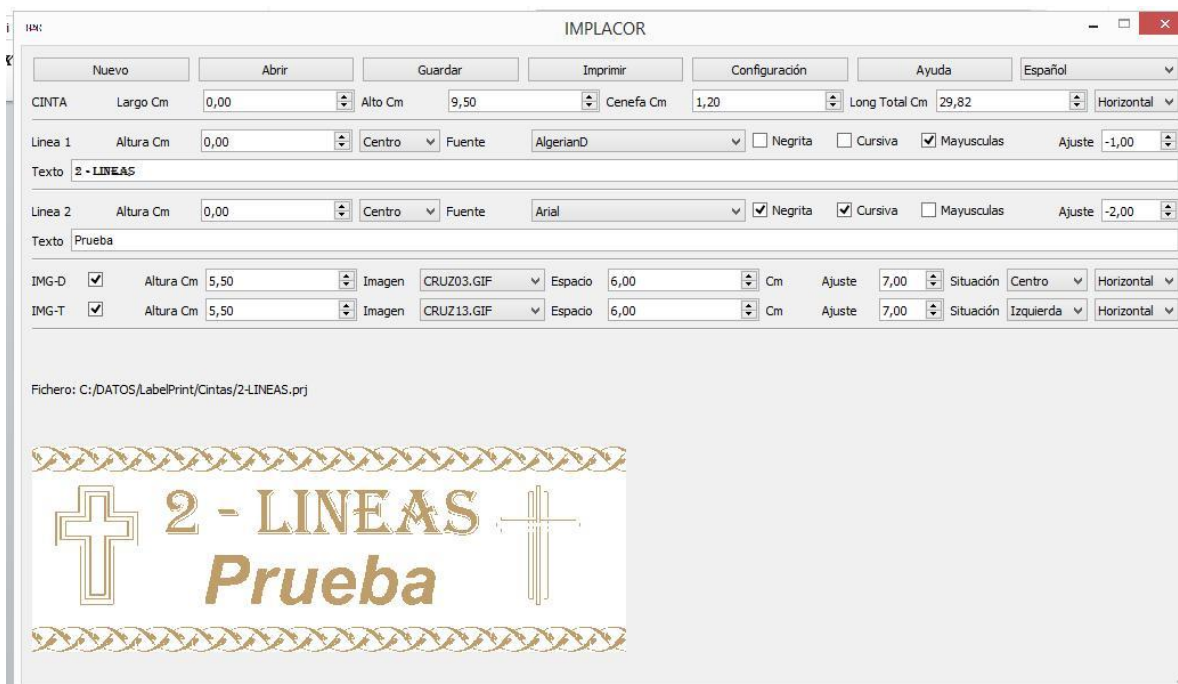 IMPLACOR
Nuevo Abrir Guardar Imprimir Configuración Ayuda Español
CINTA Largo Cm 0,00 Alto Cm 9,50 Cenefa Cm 1,20 Long Total Cm 29,82 Horizontal
Linea 1 Altura Cm 0,00 Centro Fuente AlgerianD Negrita Cursiva Mayusculas Ajuste -1,00
Texto 2 - LINEAS
Linea 2 Altura Cm 0,00 Centro Fuente Arial Negrita Cursiva Mayusculas Ajuste -2,00
Texto Prueba
IMG-D Altura Cm 5,50 Imagen CRUZ03.GIF Espacio 6,00 Cm Ajuste 7,00 Situación Centro Horizontal
IMG-T Altura Cm 5,50 Imagen CRUZ13.GIF Espacio 6,00 Cm Ajuste 7,00 Situación Izquierda Horizontal
Fichero: C:/DATOS/LabelPrint/Cintas/2-LINEAS.prj
2 - LINEAS
Prueba